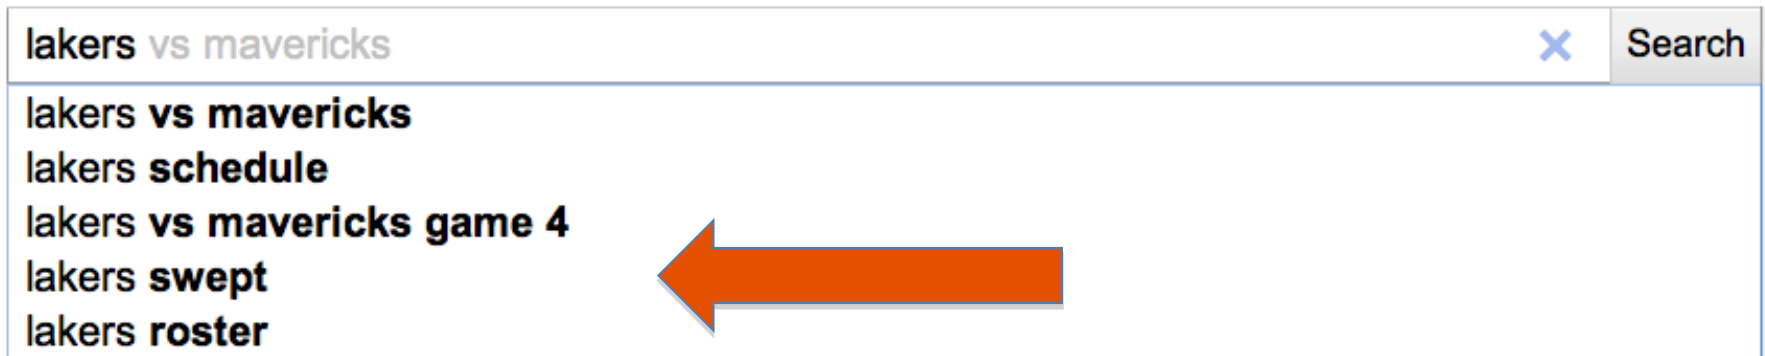 lakers vs mavericks Search
lakers vs mavericks
lakers schedule
lakers vs mavericks game 4
lakers swept
lakers roster